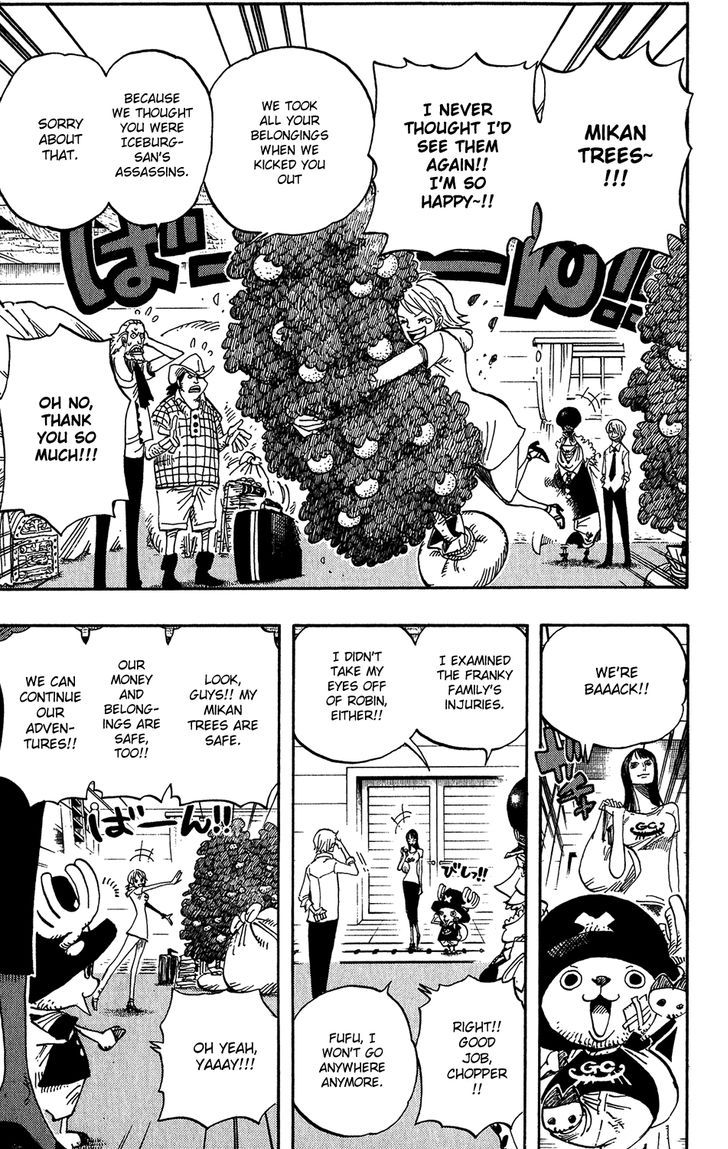 MIKAN
TREES~
!!!
I NEVER
THOUGHT I'D
SEE THEM
AGAIN!!
I'M SO
HAPPY~!!
WE TOOK
ALL YOUR
BELONGINGS
WHEN WE
KICKED YOU
OUT
BECAUSE
WE THOUGHT
YOU WERE
ICEBURG-
SAN'S
ASSASSINS.
SORRY
ABOUT
THAT.
ばーーん!!
OH NO,
THANK
YOU SO
MUCH!!!
WE'RE
BAAACK!!
GC
GC
I EXAMINED
THE FRANKY
FAMILY'S
INJURIES.
I DIDN'T
TAKE MY
EYES OFF
OF ROBIN,
EITHER!!
びしっ!!
RIGHT!!
GOOD
JOB,
CHOPPER
!!
FUFU, I
WON'T GO
ANYWHERE
ANYMORE.
LOOK,
GUYS!! MY
MIKAN
TREES ARE
SAFE.
OUR
MONEY
AND
BELONG-
INGS ARE
SAFE,
TOO!!
WE CAN
CONTINUE
OUR
ADVEN-
TURES!!
ばーん!!
OH YEAH,
YAAAY!!!